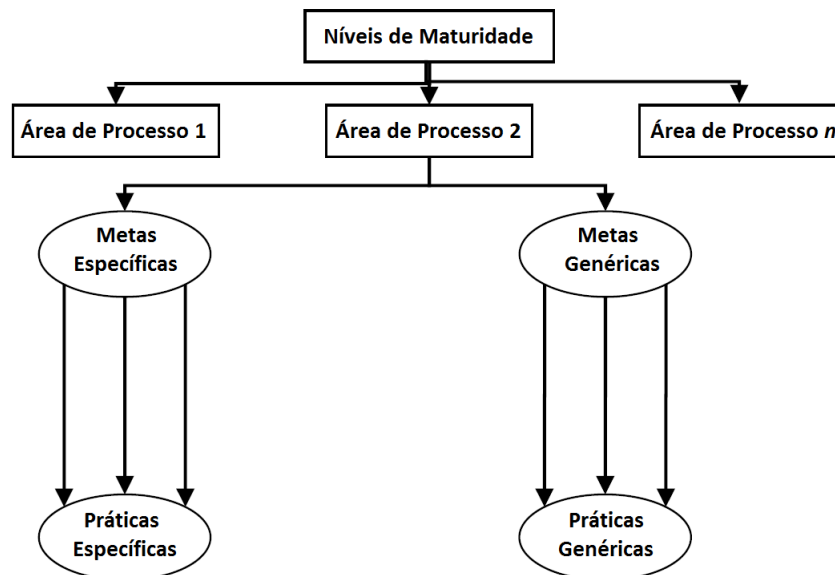 Níveis de Maturidade
Área de Processo 1
Área de Processo 2
Área de Processo n
Metas
Específicas
Metas
Genéricas
Práticas
Específicas
Práticas
Genéricas